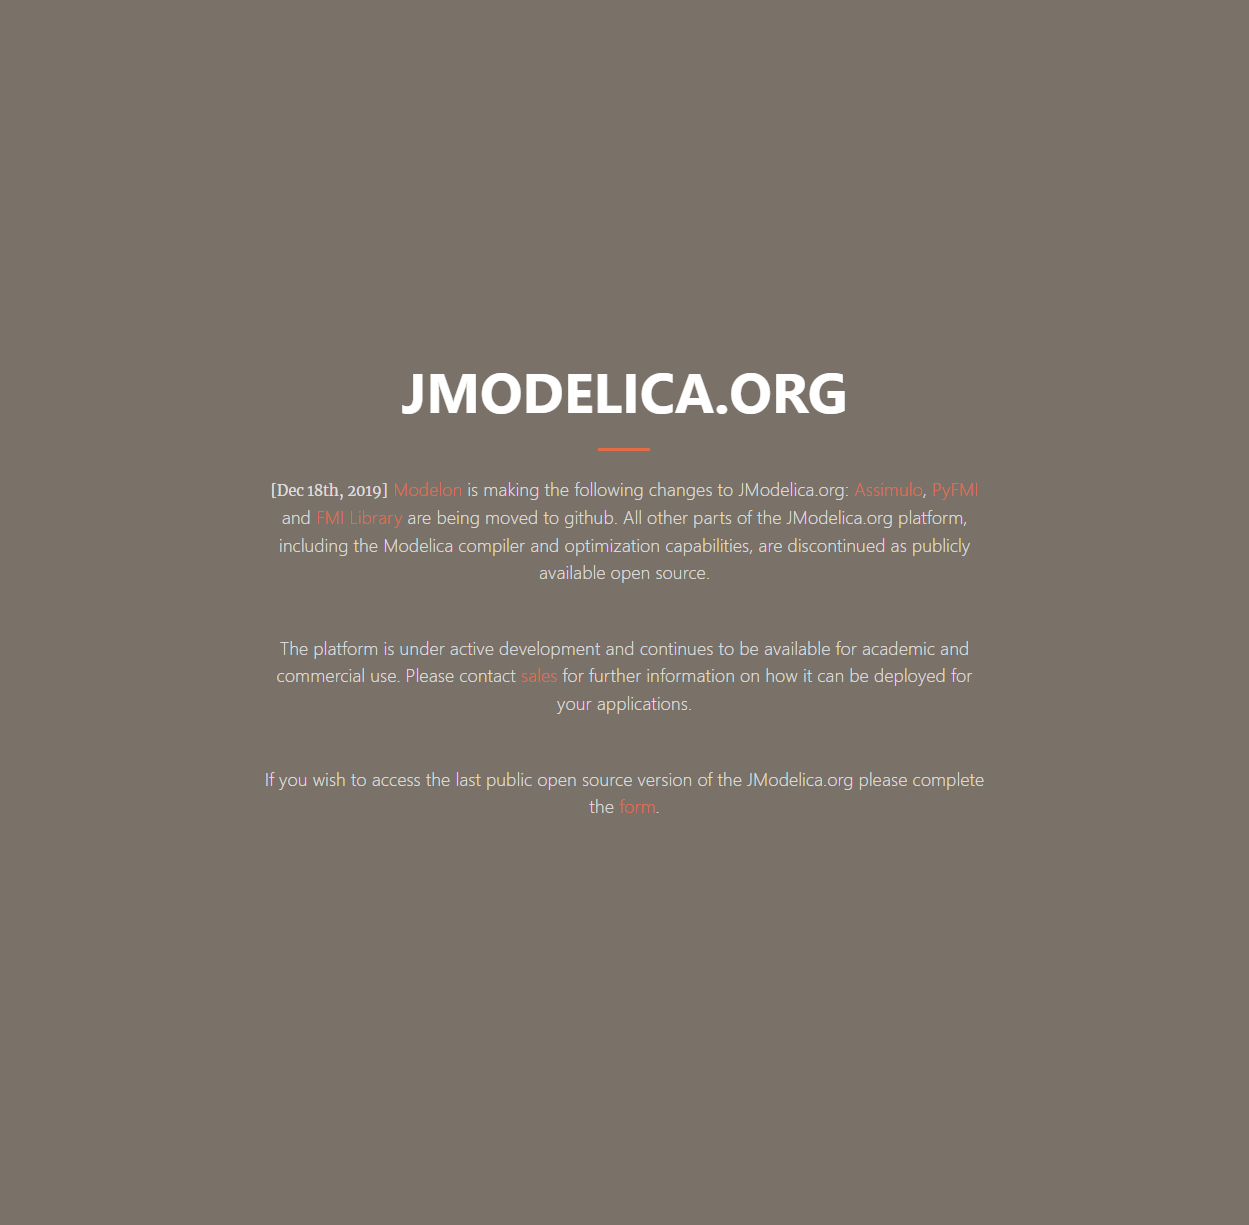 JMODELICA.ORG
[Dec 18th, 2019] Modelon is making the following changes to JModelica.org: Assimulo, PyFMI
and FMI Library are being moved to github. All other parts of the JModelica.org platform,
including the Modelica compiler and optimization capabilities, are discontinued as publicly
available open source.
The platform is under active development and continues to be available for academic and
commercial use. Please contact sales for further information on how it can be deployed for
your applications.
If you wish to access the last public open source version of the JModelica.org please complete
the form.